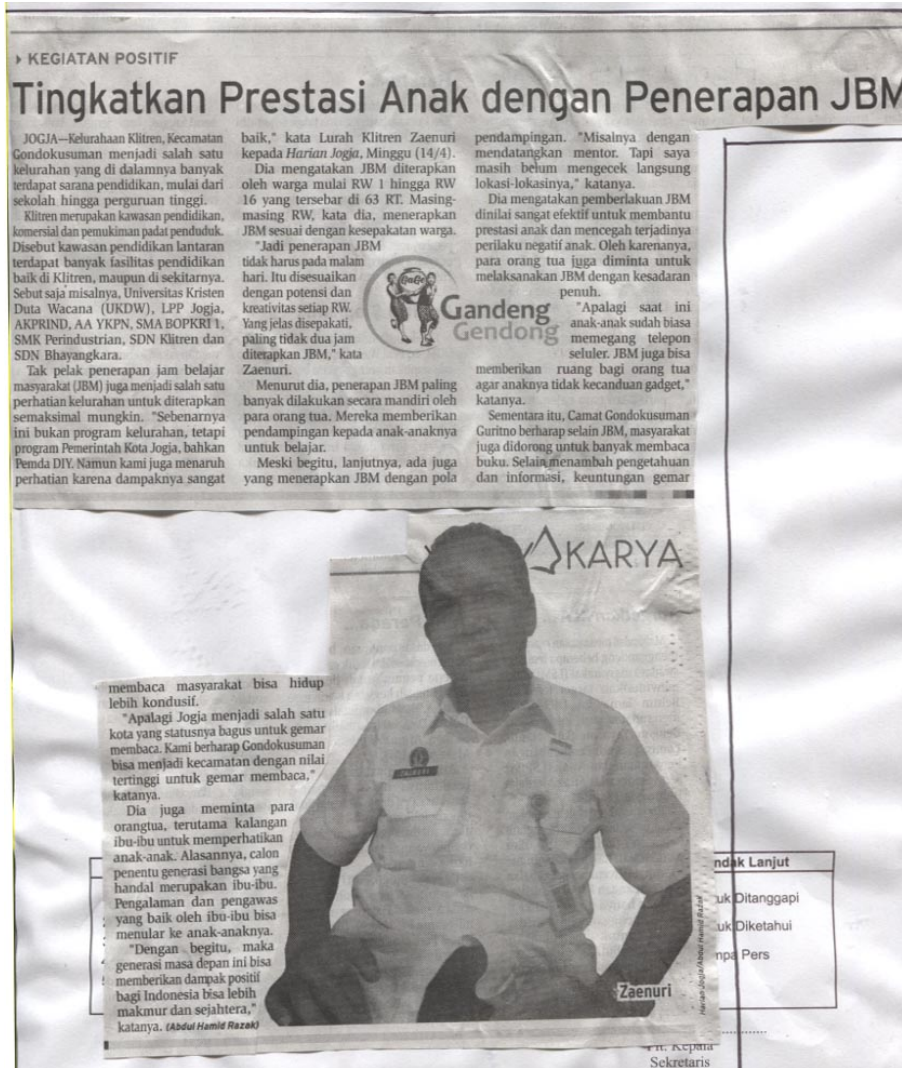 KEGIATAN POSITIF
Tingkatkan Prestasi Anak dengan Penerapan JBM
JOGJA—Kelurahaan Klitren, Kecamatan
Gondokusuman menjadi salah satu
kelurahan yang di dalamnya banyak
terdapat sarana pendidikan, mulai dari
sekolah hingga perguruan tinggi.
Klitren merupakan kawasan pendidikan,
komersial dan pemukiman padat penduduk.
Disebut kawasan pendidikan lantaran
terdapat banyak fasilitas pendidikan
baik di Klitren, maupun di sekitarnya.
Sebut saja misalnya, Universitas Kristen
Duta Wacana (UKDW), LPP Jogja,
AKPRIND, AA YKPN, SMA BOPKRI 1,
SMK Perindustrian, SDN Klitren dan
SDN Bhayangkara.
Tak pelak penerapan jam belajar
masyarakat (JBM) juga menjadi salah satu
perhatian kelurahan untuk diterapkan
semaksimal mungkin. "Sebenarnya
ini bukan program kelurahan, tetapi
program Pemerintah Kota Jogja, bahkan
Pemda DIY. Namun kami juga menaruh
perhatian karena dampaknya sangat
baik," kata Lurah Klitren Zaenuri
kepada Harian Jogja, Minggu (14/4).
Dia mengatakan JBM diterapkan
oleh warga mulai RW 1 hingga RW
16 yang tersebar di 63 RT. Masing-
masing RW, kata dia, menerapkan
JBM sesuai dengan kesepakatan warga.
"Jadi penerapan JBM
tidak harus pada malam
hari. Itu disesuaikan
dengan potensi dan
kreativitas setiap RW.
Yang jelas disepakati,
paling tidak dua jam
diterapkan JBM," kata
Zaenuri.
Menurut dia, penerapan JBM paling
banyak dilakukan secara mandiri oleh
para orang tua. Mereka memberikan
pendampingan kepada anak-anaknya
untuk belajar.
Meski begitu, lanjutnya, ada juga
yang menerapkan JBM dengan pola
Gandeng
Gendong
pendampingan. "Misalnya dengan
mendatangkan mentor. Tapi saya
masih belum mengecek langsung
lokasi-lokasinya," katanya.
Dia mengatakan pemberlakuan JBM
dinilai sangat efektif untuk membantu
prestasi anak dan mencegah terjadinya
perilaku negatif anak. Oleh karenanya,
para orang tua juga diminta untuk
melaksanakan JBM dengan kesadaran
penuh.
"Apalagi saat ini
anak-anak sudah biasa
memegang telepon
seluler. JBM juga bisa
memberikan ruang bagi orang tua
agar anaknya tidak kecanduan gadget,"
katanya.
Sementara itu, Camat Gondokusuman
Guritno berharap selain JBM, masyarakat
juga didorong untuk banyak membaca
buku. Selain menambah pengetahuan
dan informasi, keuntungan gemar
KARYA
membaca masyarakat bisa hidup
lebih kondusif.
"Apalagi Jogja menjadi salah satu
kota yang statusnya bagus untuk gemar
membaca. Kami berharap Gondokusuman
bisa menjadi kecamatan dengan nilai
tertinggi untuk gemar membaca,"
katanya.
Dia juga meminta para
orangtua, terutama kalangan
ibu-ibu untuk memperhatikan
anak-anak. Alasannya, calon
penentu generasi bangsa yang
handal merupakan ibu-ibu.
Pengalaman dan pengawas
yang baik oleh ibu-ibu bisa
menular ke anak-anaknya.
"Dengan begitu, maka
generasi masa depan ini bisa
memberikan dampak positif
bagi Indonesia bisa lebih
makmur dan sejahtera,"
katanya. (Abdul Hamid Razak)
Zaenuri
Harian Jogja/Abdul Hamid Razak
ndak Lanjut
uk Ditanggapi
uk Diketahui
npa Pers
Plt. Kepala
Sekretaris